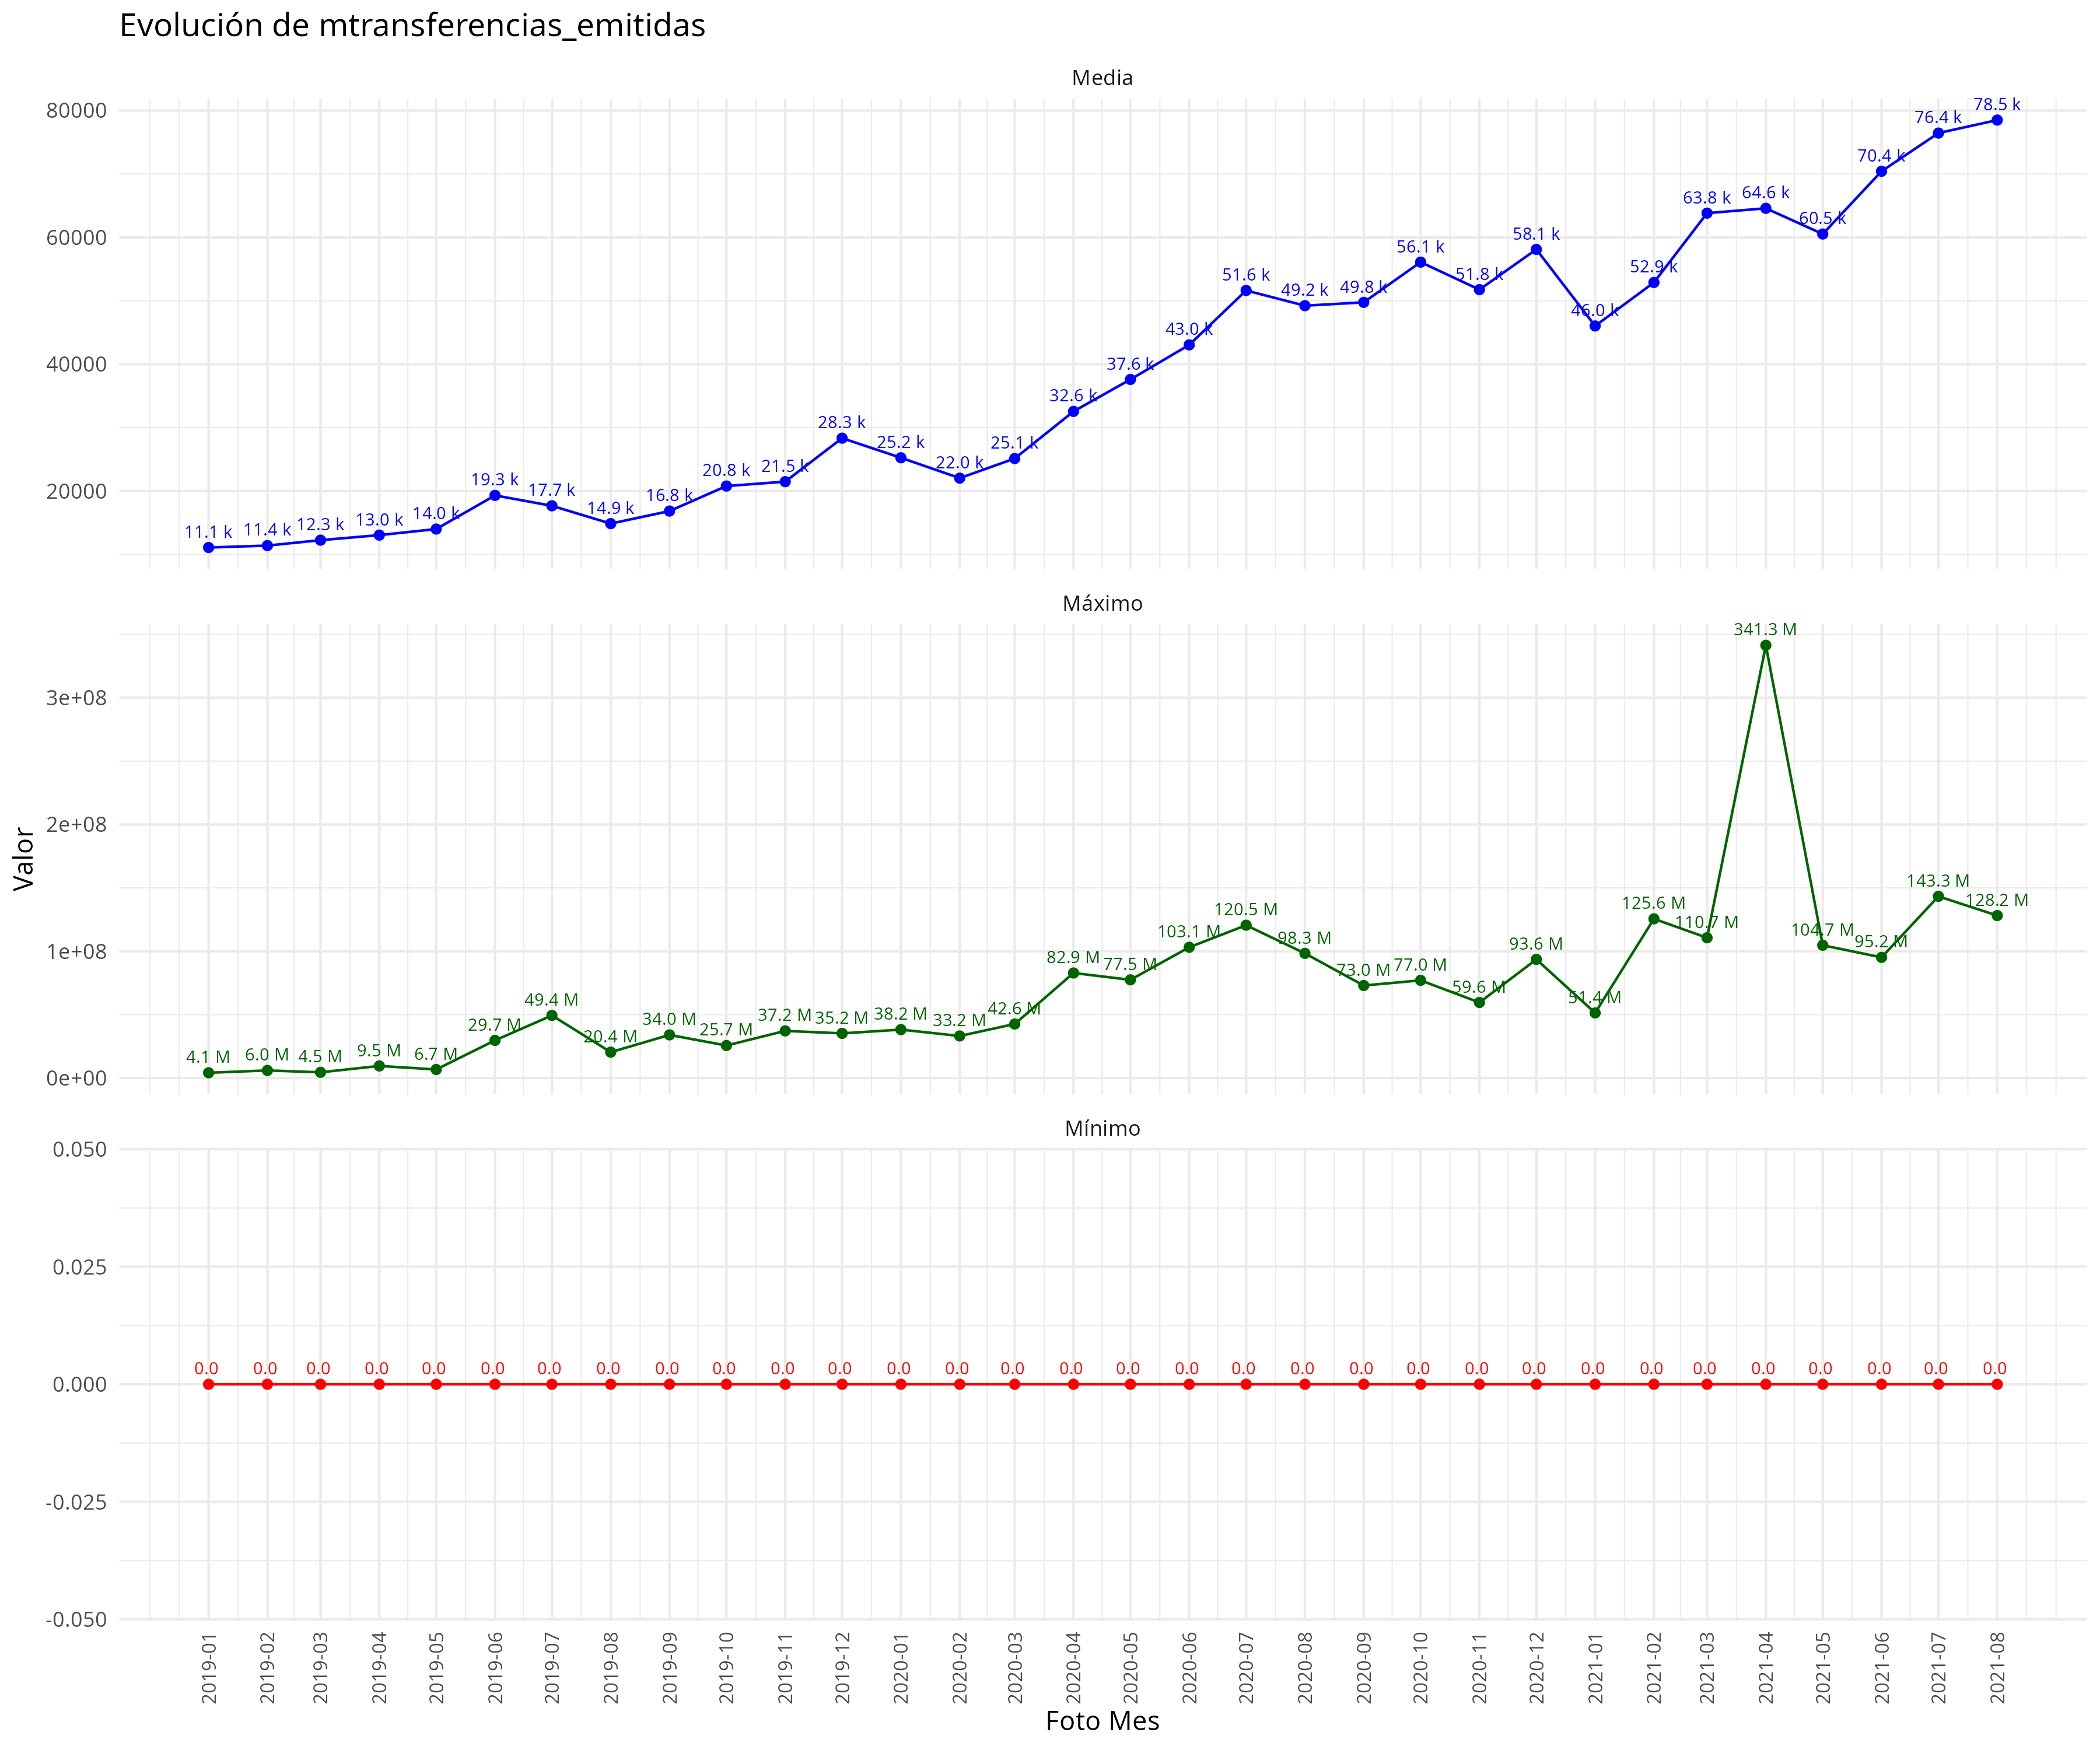 Evolución de mtransferencias_emitidas
Media
80000
60000
40000
20000
11.1 k 11.4 k 12.3 k 13.0 k 14.0 k 19.3 k 17.7 k 14.9 k 16.8 k 20.8 k 21.5 k 28.3 k 25.2 k 22.0 k 25.1 k 32.6 k 37.6 k 43.0 k 51.6 k 49.2 k 49.8 k 56.1 k 51.8 k 58.1 k 46.0 k 52.9 k 63.8 k 64.6 k 60.5 k 70.4 k 76.4 k 78.5 k
Máximo
3e+08
2e+08
1e+08
0e+00
4.1 M 6.0 M 4.5 M 9.5 M 6.7 M 29.7 M 49.4 M 20.4 M 34.0 M 25.7 M 37.2 M 35.2 M 38.2 M 33.2 M 42.6 M 82.9 M 77.5 M 103.1 M 120.5 M 98.3 M 73.0 M 77.0 M 59.6 M 93.6 M 51.4 M 125.6 M 110.7 M 341.3 M 104.7 M 95.2 M 143.3 M 128.2 M
Valor
Mínimo
0.050
0.025
0.000
-0.025
-0.050
0.0 0.0 0.0 0.0 0.0 0.0 0.0 0.0 0.0 0.0 0.0 0.0 0.0 0.0 0.0 0.0 0.0 0.0 0.0 0.0 0.0 0.0 0.0 0.0 0.0 0.0 0.0 0.0 0.0 0.0 0.0 0.0
2019-01 2019-02 2019-03 2019-04 2019-05 2019-06 2019-07 2019-08 2019-09 2019-10 2019-11 2019-12 2020-01 2020-02 2020-03 2020-04 2020-05 2020-06 2020-07 2020-08 2020-09 2020-10 2020-11 2020-12 2021-01 2021-02 2021-03 2021-04 2021-05 2021-06 2021-07 2021-08
Foto Mes